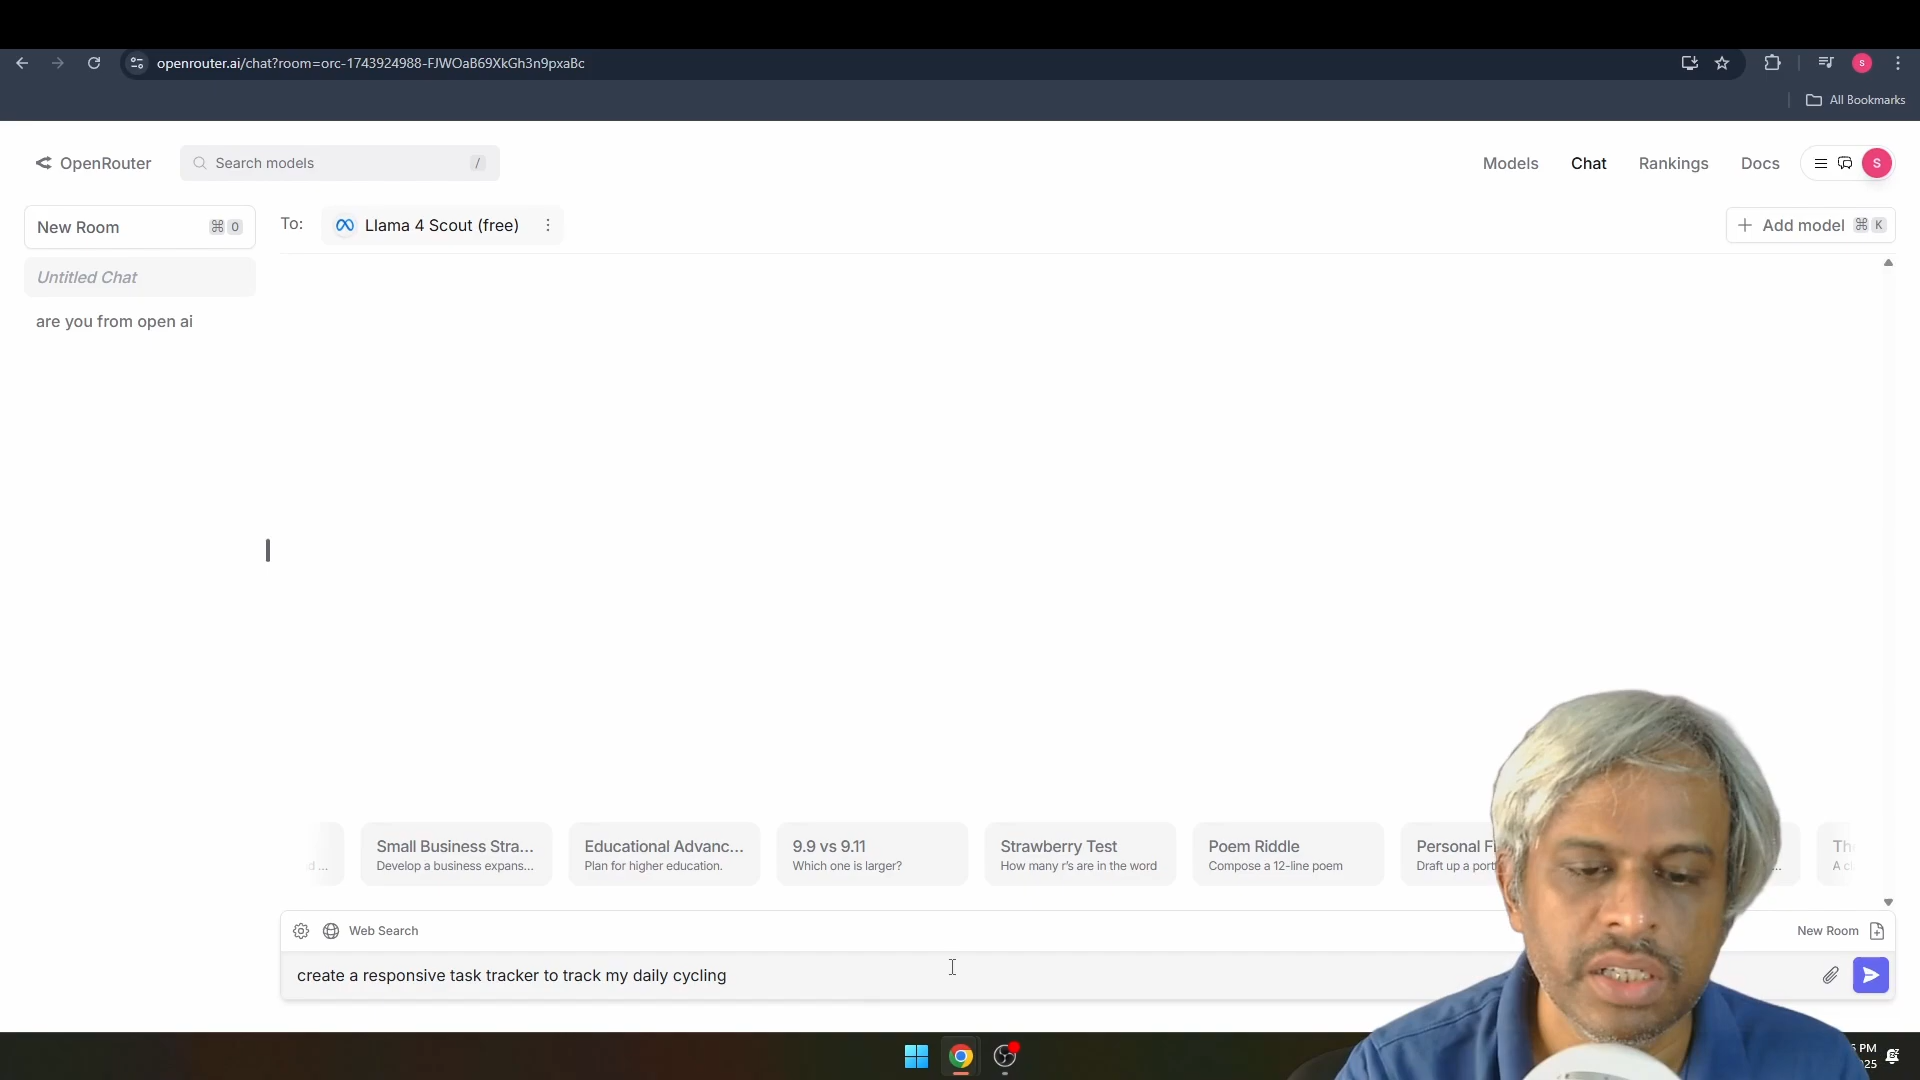 openrouter.ai/chat?room=orc-1743924988-FJWOaB69XkGh3n9pxaBc
S
All Bookmarks
OpenRouter
Search models
/
Models
Chat
Rankings
Docs
S
New Room
⌘ O
To:
Llama 4 Scout (free)
Add model
⌘ K
Untitled Chat
are you from open ai
d ...
Small Business Stra...
Develop a business expans...
Educational Advanc...
Plan for higher education.
9.9 vs 9.11
Which one is larger?
Strawberry Test
How many r's are in the word
Poem Riddle
Compose a 12-line poem
Personal F
Draft up a port
Web Search
New Room
create a responsive task tracker to track my daily cycling
PM